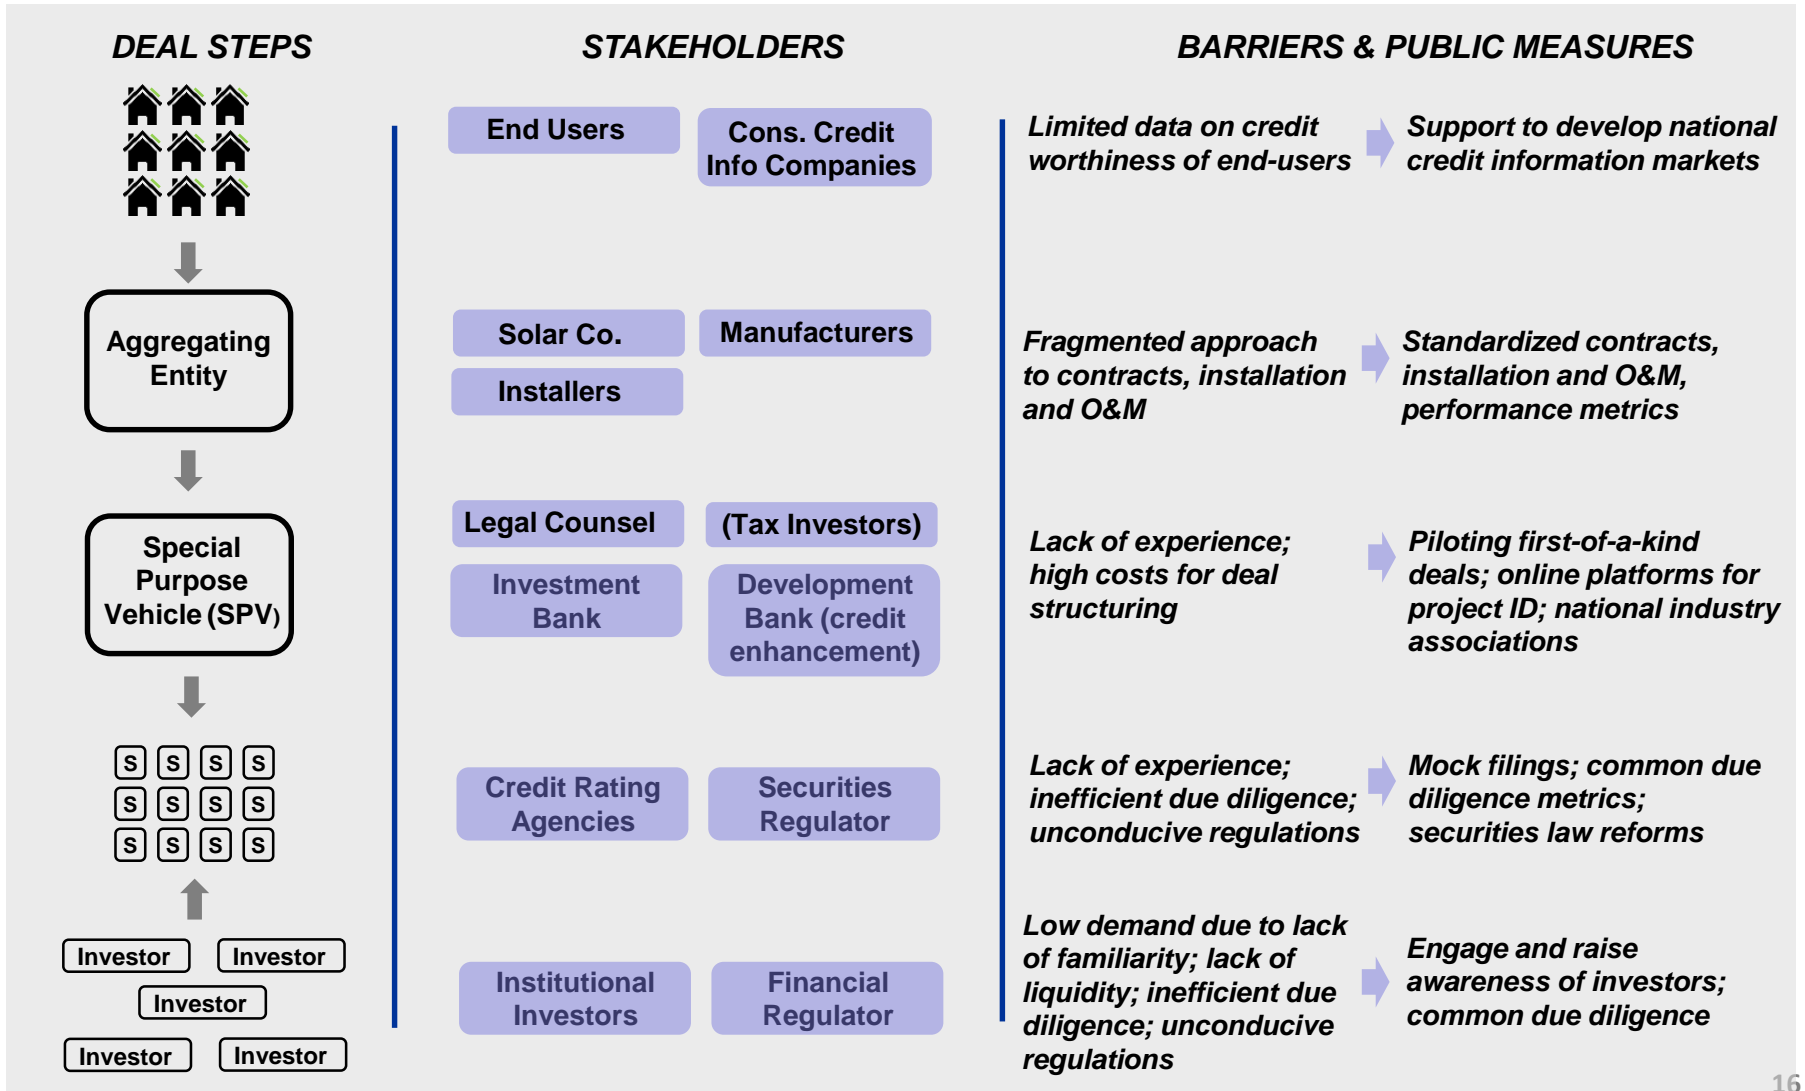 DEAL STEPS
STAKEHOLDERS
BARRIERS & PUBLIC MEASURES
End Users
Cons. Credit
Info Companies
Limited data on credit
worthiness of end-users
Support to develop national
credit information markets
Aggregating
Entity
Solar Co.
Manufacturers
Installers
Fragmented approach
to contracts, installation
and O&M
Standardized contracts,
installation and O&M,
performance metrics
Special
Purpose
Vehicle (SPV)
Legal Counsel
(Tax Investors)
Investment
Bank
Development
Bank (credit
enhancement)
Lack of experience;
high costs for deal
structuring
Piloting first-of-a-kind
deals; online platforms for
project ID; national industry
associations
S S S S
S S S S
S S S S
Credit Rating
Agencies
Securities
Regulator
Lack of experience;
inefficient due diligence;
unconducive regulations
Mock filings; common due
diligence metrics;
securities law reforms
Investor Investor
Investor
Investor Investor
Institutional
Investors
Financial
Regulator
Low demand due to lack
of familiarity; lack of
liquidity; inefficient due
diligence; unconducive
regulations
Engage and raise
awareness of investors;
common due diligence
16